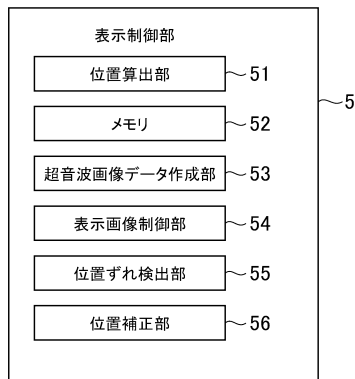 表示制御部
位置算出部 51
5
メモリ 52
超音波画像データ作成部 53
表示画像制御部 54
位置ずれ検出部 55
位置補正部 56